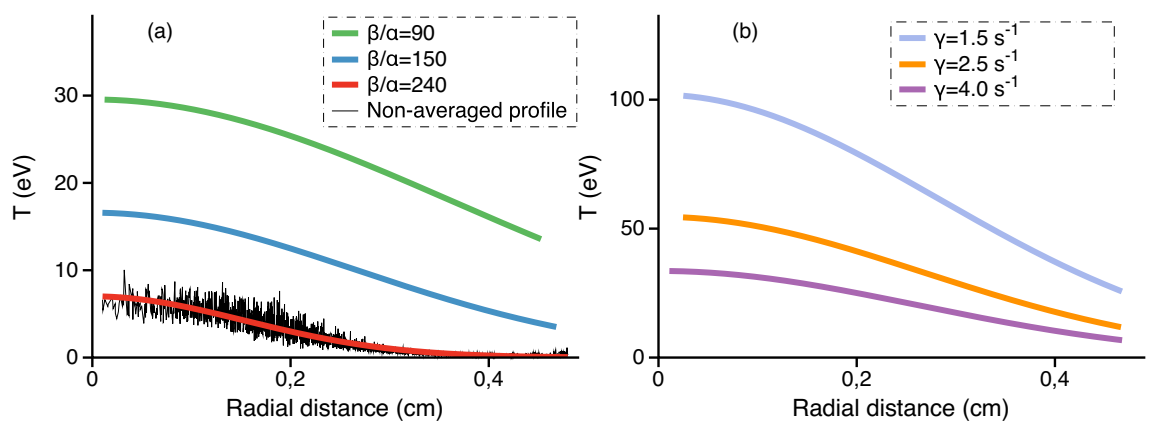 (a)
β/α=90
β/α=150
β/α=240
Non-averaged profile
30
20
10
0
T (eV)
0
0,2
0,4
Radial distance (cm)
(b)
γ=1.5 s⁻¹
γ=2.5 s⁻¹
γ=4.0 s⁻¹
100
50
0
T (eV)
0
0,2
0,4
Radial distance (cm)